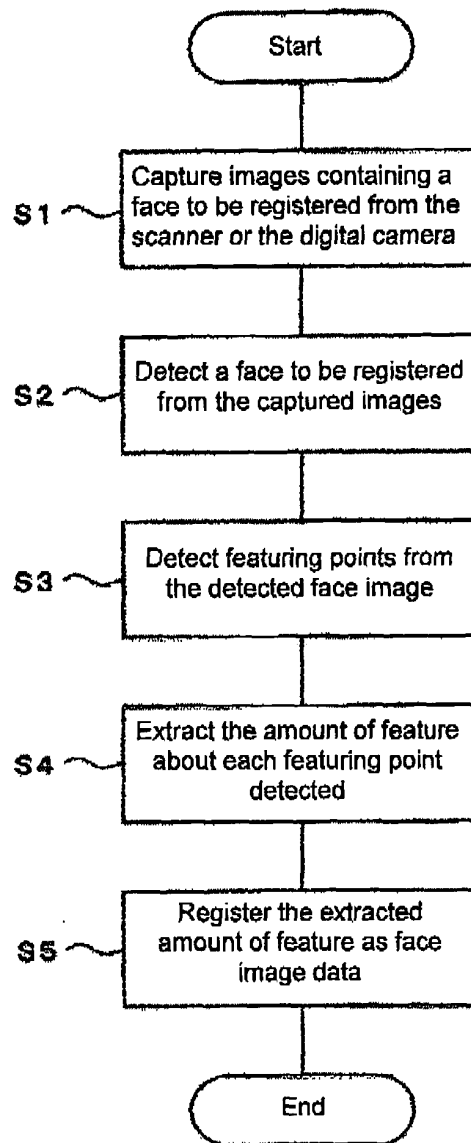 Start
S1
Capture images containing a
face to be registered from the
scanner or the digital camera
S2
Detect a face to be registered
from the captured images
S3
Detect featuring points from
the detected face image
S4
Extract the amount of feature
about each featuring point
detected
S5
Register the extracted
amount of feature as face
image data
End